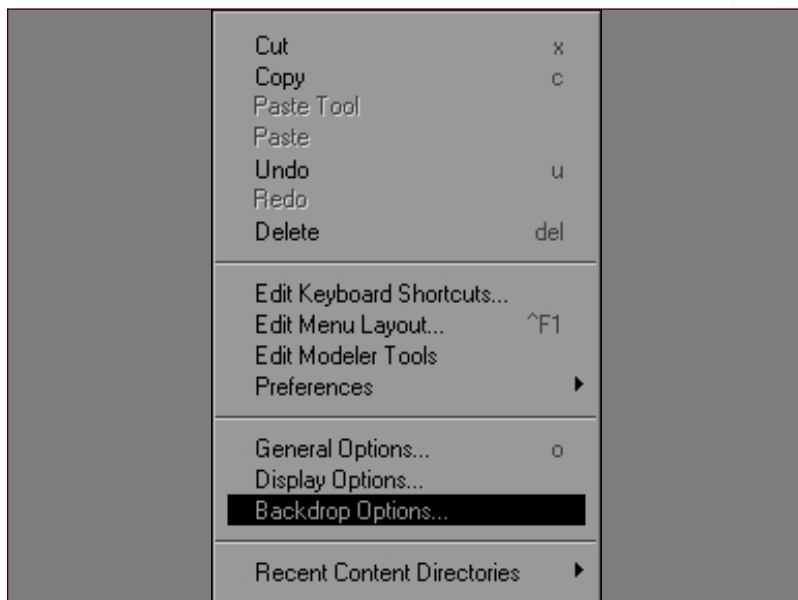 Cut x
Copy c
Paste Tool
Paste
Undo u
Redo
Delete del
Edit Keyboard Shortcuts...
Edit Menu Layout... ^F1
Edit Modeler Tools
Preferences
General Options... o
Display Options...
Backdrop Options...
Recent Content Directories